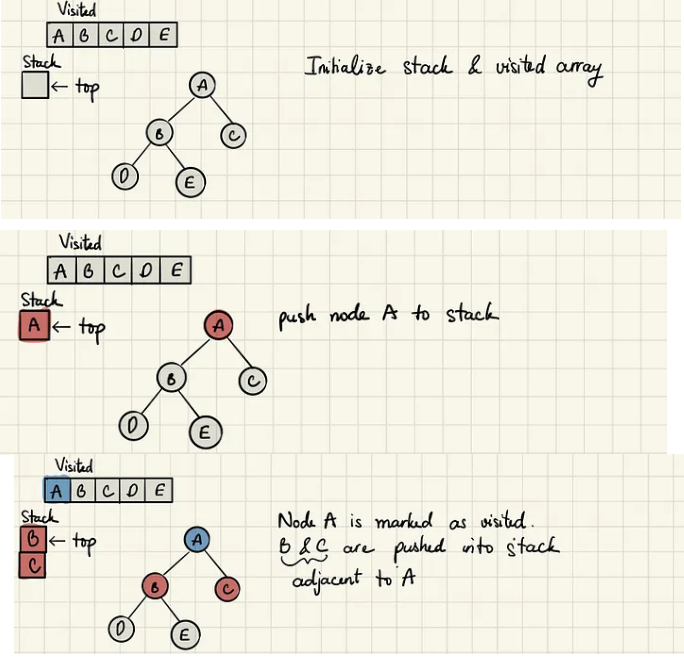 Visited
A B C D E
Stack
← top
A
B C
D E
Initialize stack & visited array
Visited
A B C D E
Stack
A ← top
A
B C
D E
push node A to stack
Visited
A B C D E
Stack
B ← top
C
A
B C
D E
Node A is marked as visited.
B & C are pushed into stack
adjacent to A